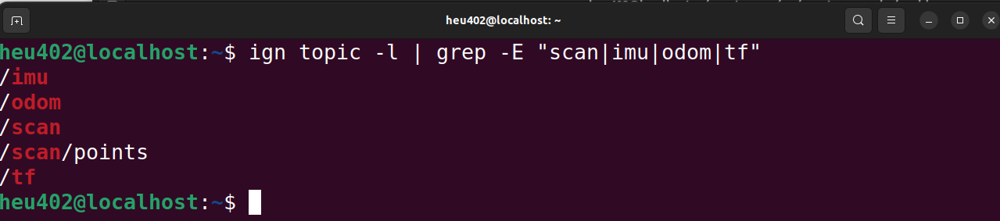 heu402@localhost: ~
heu402@localhost:~$ ign topic -l | grep -E "scan|imu|odom|tf"
/imu
/odom
/scan
/scan/points
/tf
heu402@localhost:~$